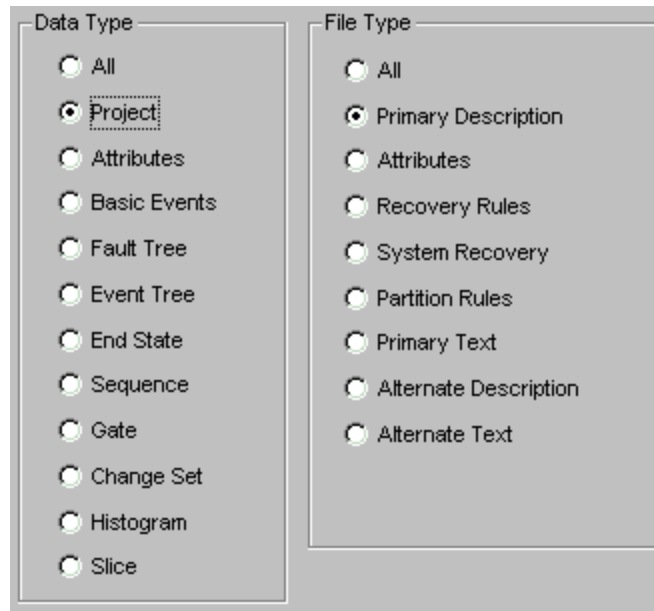 Data Type
All
Project
Attributes
Basic Events
Fault Tree
Event Tree
End State
Sequence
Gate
Change Set
Histogram
Slice
File Type
All
Primary Description
Attributes
Recovery Rules
System Recovery
Partition Rules
Primary Text
Alternate Description
Alternate Text